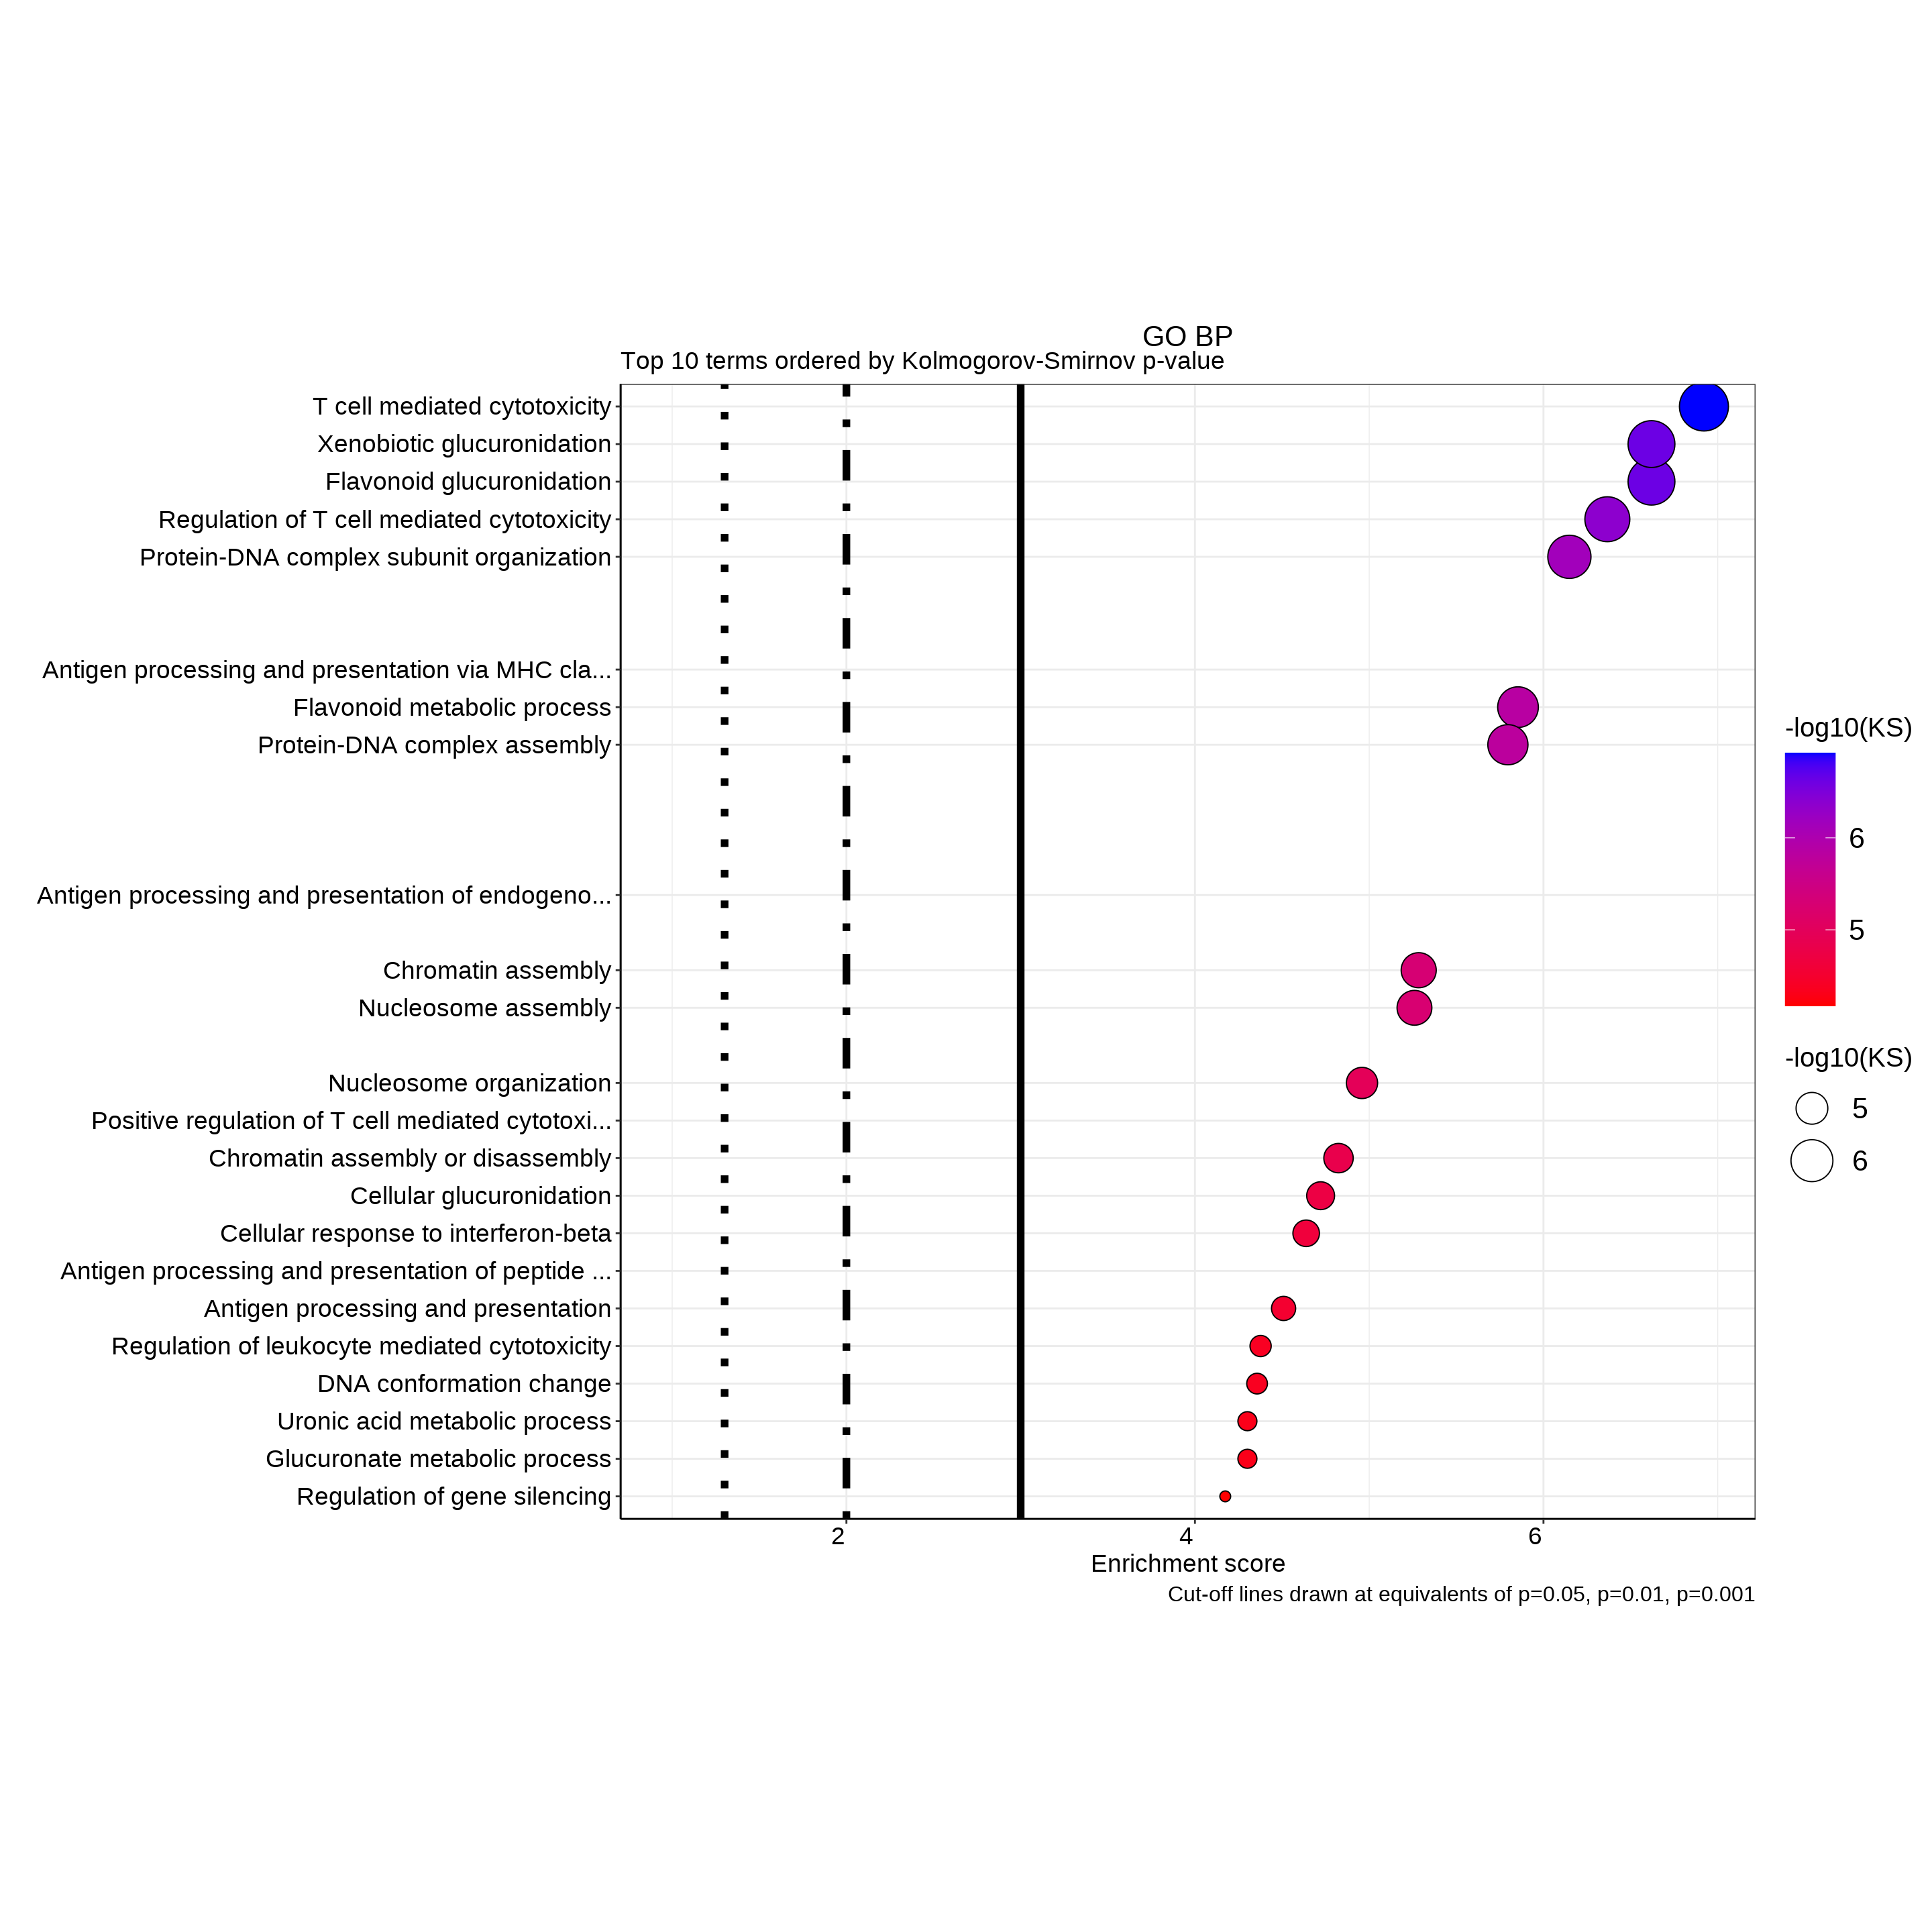 GO BP
Top 10 terms ordered by Kolmogorov-Smirnov p-value
T cell mediated cytotoxicity
Xenobiotic glucuronidation
Flavonoid glucuronidation
Regulation of T cell mediated cytotoxicity
Protein-DNA complex subunit organization
Antigen processing and presentation via MHC cla...
Flavonoid metabolic process
Protein-DNA complex assembly
Antigen processing and presentation of endogeno...
Chromatin assembly
Nucleosome assembly
Nucleosome organization
Positive regulation of T cell mediated cytotoxi...
Chromatin assembly or disassembly
Cellular glucuronidation
Cellular response to interferon-beta
Antigen processing and presentation of peptide ...
Antigen processing and presentation
Regulation of leukocyte mediated cytotoxicity
DNA conformation change
Uronic acid metabolic process
Glucuronate metabolic process
Regulation of gene silencing
2 4 6
Enrichment score
Cut-off lines drawn at equivalents of p=0.05, p=0.01, p=0.001
-log10(KS)
6
5
-log10(KS)
5
6